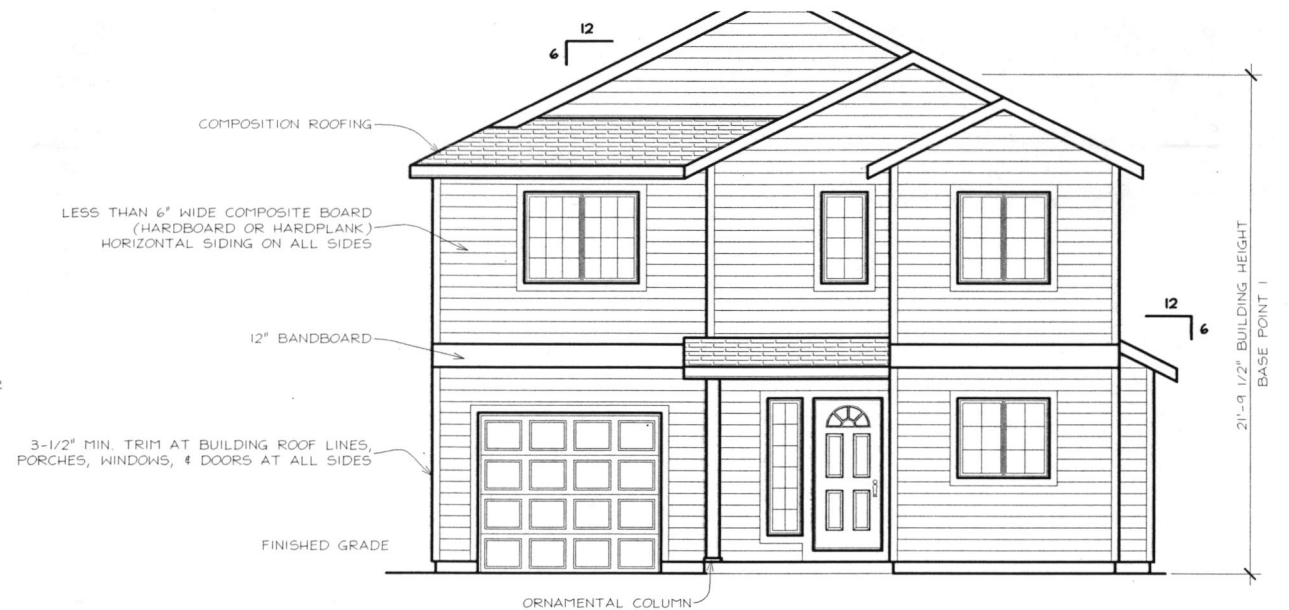 12
6
COMPOSITION ROOFING
LESS THAN 6" WIDE COMPOSITE BOARD
(HARDBOARD OR HARDPLANK)
HORIZONTAL SIDING ON ALL SIDES
12" BANDBOARD
3-1/2" MIN. TRIM AT BUILDING ROOF LINES,
PORCHES, WINDOWS, & DOORS AT ALL SIDES
FINISHED GRADE
ORNAMENTAL COLUMN
12
6
21'-9 1/2" BUILDING HEIGHT
BASE POINT 1